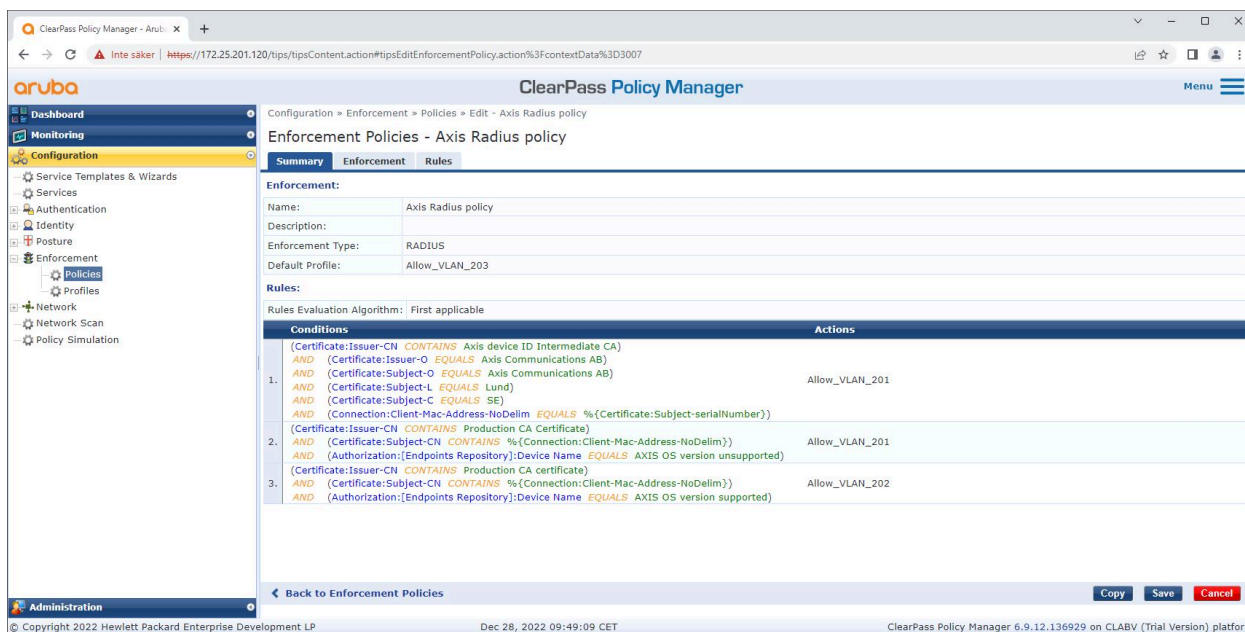 ClearPass Policy Manager - Arub
Inte säker | https://172.25.201.120/tips/tipsContent.action#tipsEditEnforcementPolicy.action%3FcontextData%3D3007
aruba
ClearPass Policy Manager
Menu
Dashboard
Monitoring
Configuration
Service Templates & Wizards
Services
Authentication
Identity
Posture
Enforcement
Policies
Profiles
Network
Network Scan
Policy Simulation
Administration
Configuration » Enforcement » Policies » Edit - Axis Radius policy
Enforcement Policies - Axis Radius policy
Summary Enforcement Rules
Enforcement:
Name: Axis Radius policy
Description:
Enforcement Type: RADIUS
Default Profile: Allow_VLAN_203
Rules:
Rules Evaluation Algorithm: First applicable
Conditions Actions
1. (Certificate:Issuer-CN CONTAINS Axis device ID Intermediate CA)
AND (Certificate:Issuer-O EQUALS Axis Communications AB)
AND (Certificate:Subject-O EQUALS Axis Communications AB)
AND (Certificate:Subject-L EQUALS Lund)
AND (Certificate:Subject-C EQUALS SE)
AND (Connection:Client-Mac-Address-NoDelim EQUALS %{Certificate:Subject-serialNumber})
Allow_VLAN_201
2. (Certificate:Issuer-CN CONTAINS Production CA Certificate)
AND (Certificate:Subject-CN CONTAINS %{Connection:Client-Mac-Address-NoDelim})
AND (Authorization:[Endpoints Repository]:Device Name EQUALS AXIS OS version unsupported)
Allow_VLAN_201
3. (Certificate:Issuer-CN CONTAINS Production CA certificate)
AND (Certificate:Subject-CN CONTAINS %{Connection:Client-Mac-Address-NoDelim})
AND (Authorization:[Endpoints Repository]:Device Name EQUALS AXIS OS version supported)
Allow_VLAN_202
Back to Enforcement Policies
Copy Save Cancel
© Copyright 2022 Hewlett Packard Enterprise Development LP Dec 28, 2022 09:49:09 CET ClearPass Policy Manager 6.9.12.136929 on CLABV (Trial Version) platfor